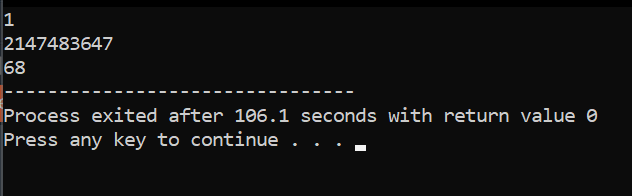 1
2147483647
68
--------------------------------
Process exited after 106.1 seconds with return value 0
Press any key to continue . . .